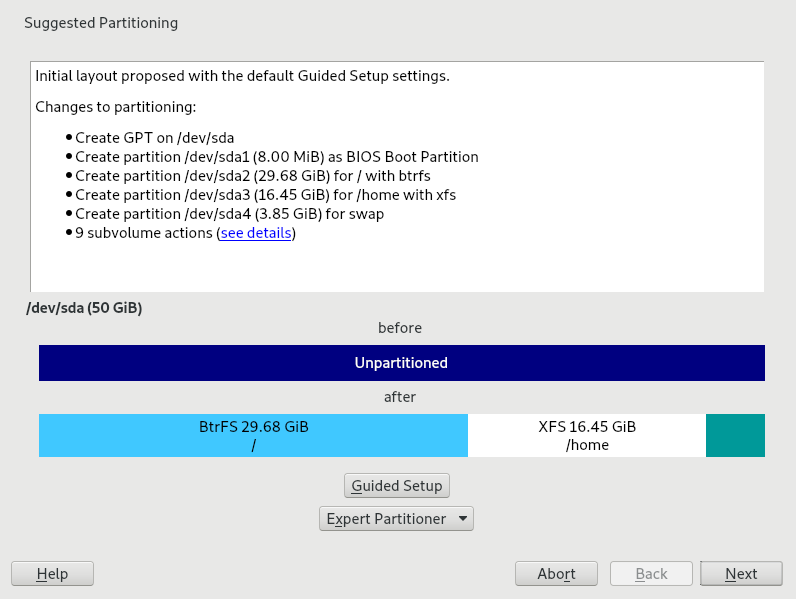 Suggested Partitioning
Initial layout proposed with the default Guided Setup settings.
Changes to partitioning:
Create GPT on /dev/sda
Create partition /dev/sda1 (8.00 MiB) as BIOS Boot Partition
Create partition /dev/sda2 (29.68 GiB) for / with btrfs
Create partition /dev/sda3 (16.45 GiB) for /home with xfs
Create partition /dev/sda4 (3.85 GiB) for swap
9 subvolume actions (see details)
/dev/sda (50 GiB)
before
Unpartitioned
after
BtrFS 29.68 GiB
/
XFS 16.45 GiB
/home
Guided Setup
Expert Partitioner
Help
Abort
Back
Next